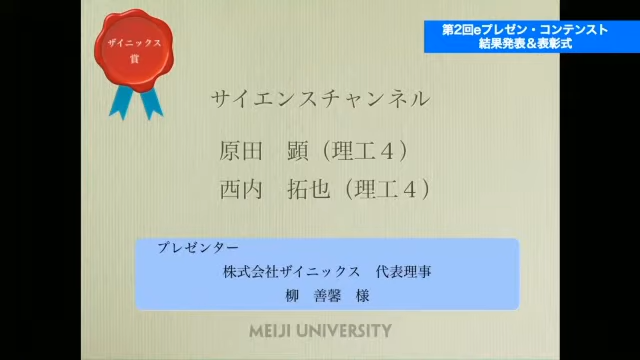 ザイニックス
賞
第2回eプレゼン・コンテンスト
結果発表＆表彰式
サイエンスチャンネル
原田　顕（理工４）
西内　拓也（理工４）
プレゼンター
株式会社ザイニックス　代表理事
柳　善馨　様
MEIJI UNIVERSITY